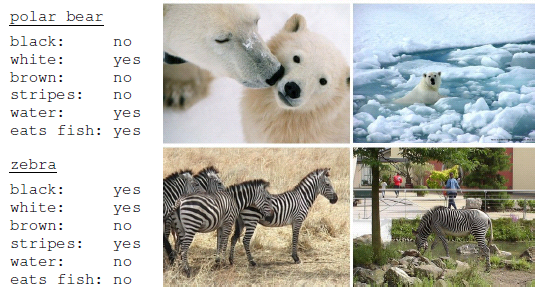 polar bear
black: no
white: yes
brown: no
stripes: no
water: yes
eats fish: yes
zebra
black: yes
white: yes
brown: no
stripes: yes
water: no
eats fish: no